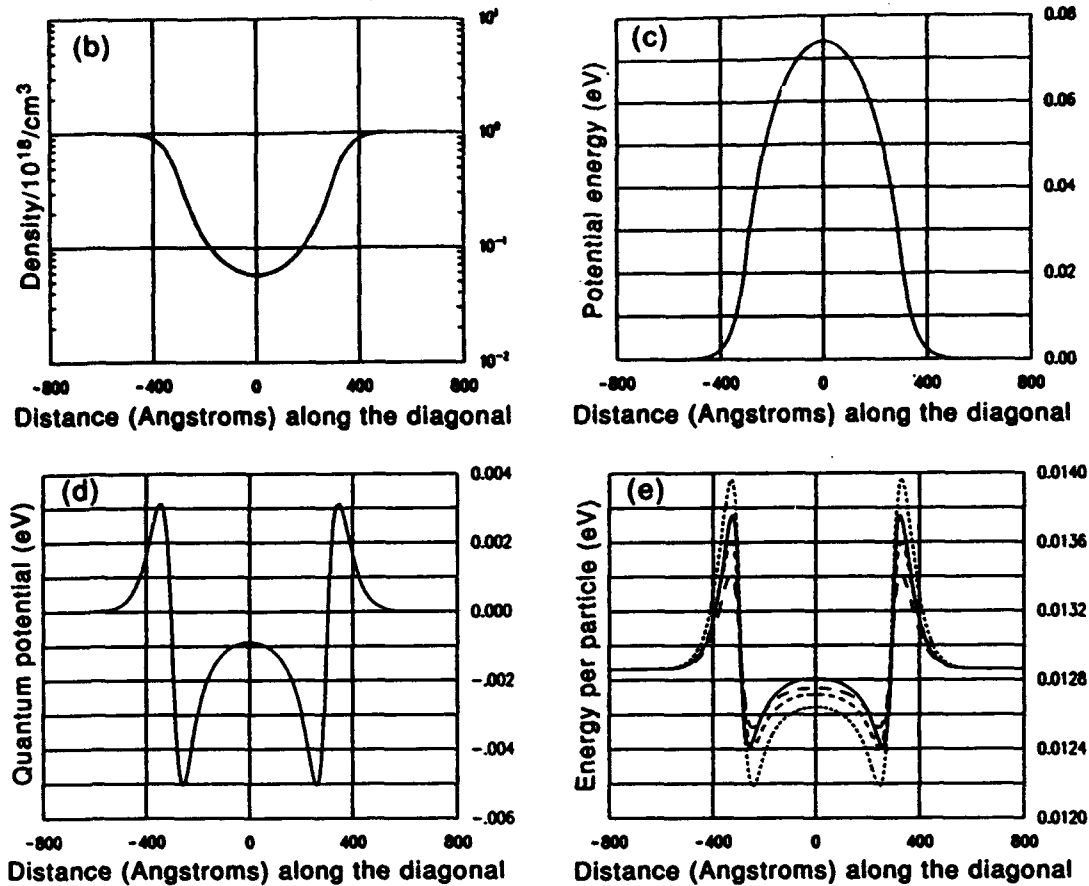 (b)
Density/10¹⁸/cm³
10¹
10⁰
10⁻¹
10⁻²
-800 -400 0 400 800
Distance (Angstroms) along the diagonal
(c)
Potential energy (eV)
0.08
0.06
0.04
0.02
0.00
-800 -400 0 400 800
Distance (Angstroms) along the diagonal
(d)
Quantum potential (eV)
0.004
0.002
0.000
-.002
-.004
-.006
-800 -400 0 400 800
Distance (Angstroms) along the diagonal
(e)
Energy per particle (eV)
0.0140
0.0136
0.0132
0.0128
0.0124
0.0120
-800 -400 0 400 800
Distance (Angstroms) along the diagonal